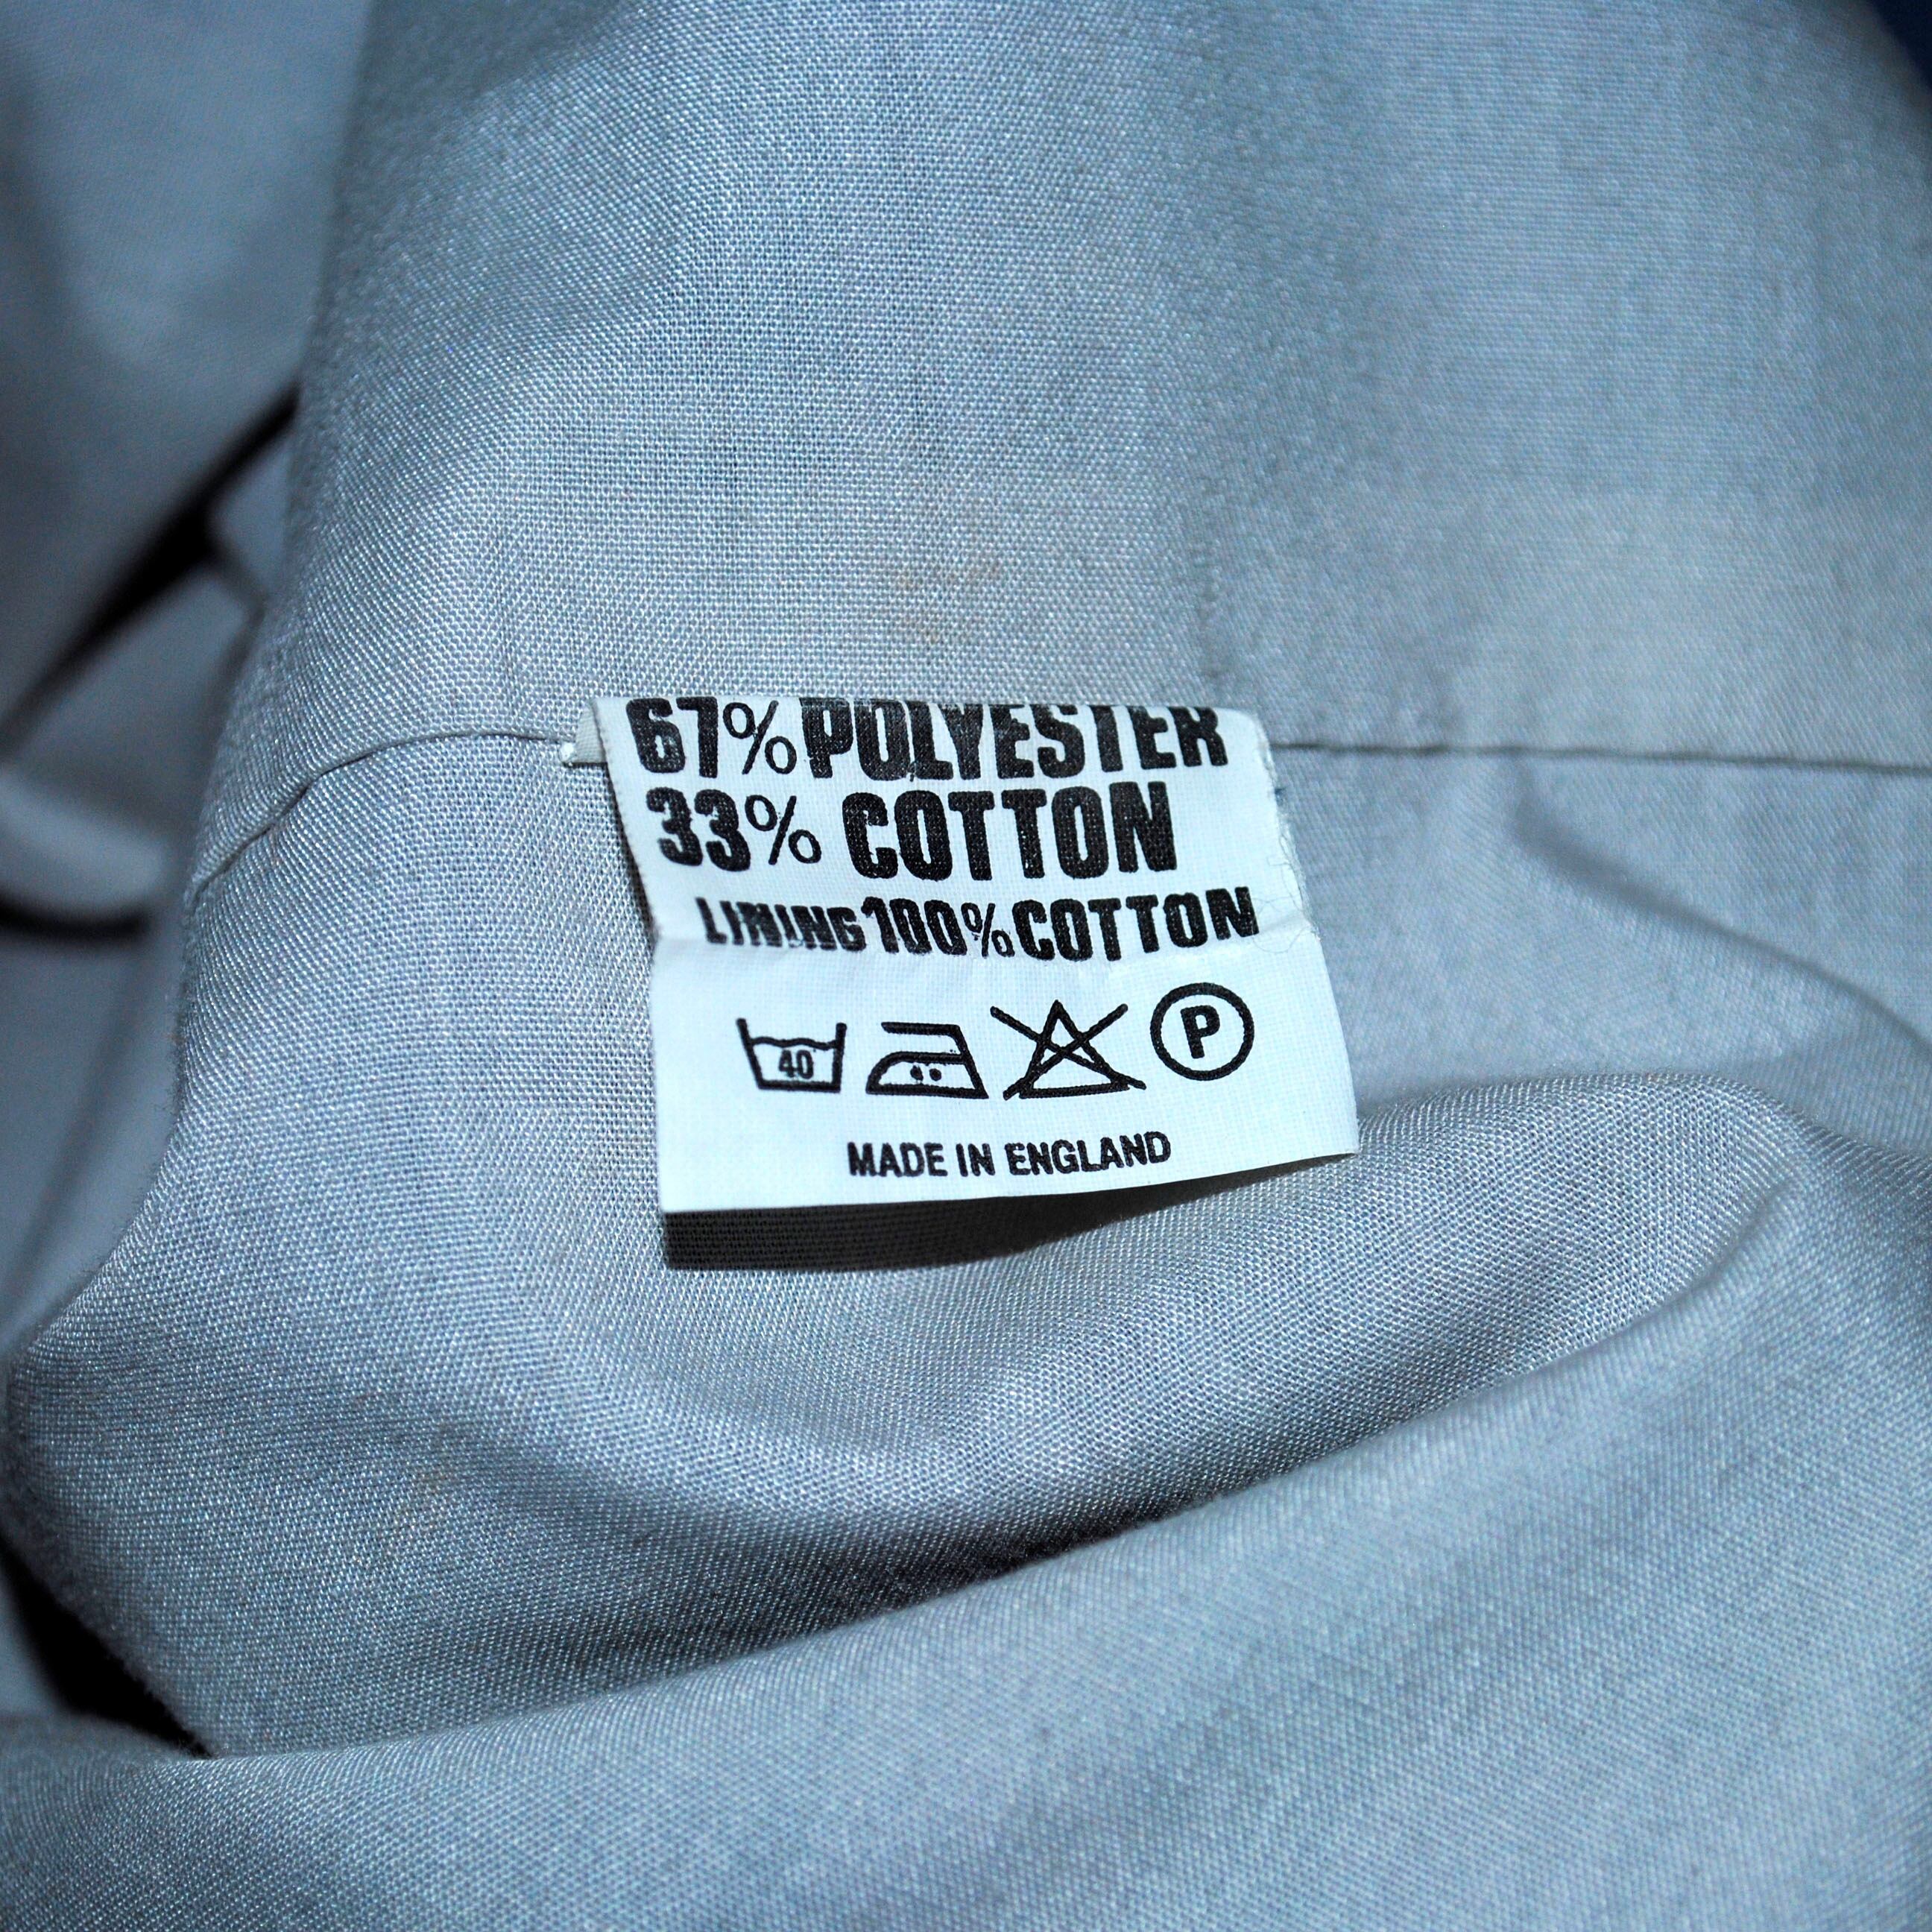 67% POLYESTER
33% COTTON
LINING 100% COTTON
40 P
MADE IN ENGLAND